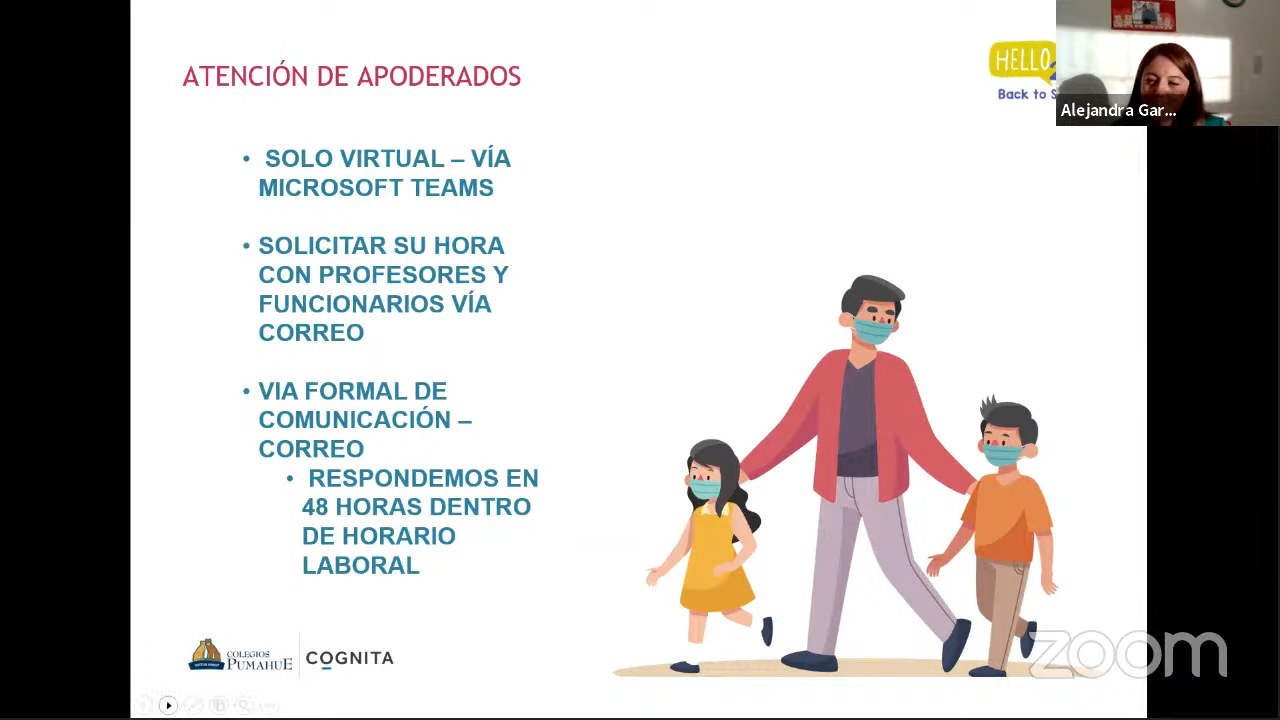 ATENCIÓN DE APODERADOS
HELLO
Back to S
Alejandra Gar...
• SOLO VIRTUAL – VÍA
MICROSOFT TEAMS
• SOLICITAR SU HORA
CON PROFESORES Y
FUNCIONARIOS VÍA
CORREO
• VIA FORMAL DE
COMUNICACIÓN –
CORREO
• RESPONDEMOS EN
48 HORAS DENTRO
DE HORARIO
LABORAL
COLEGIOS
PUMAHUE
COGNITA
zoom